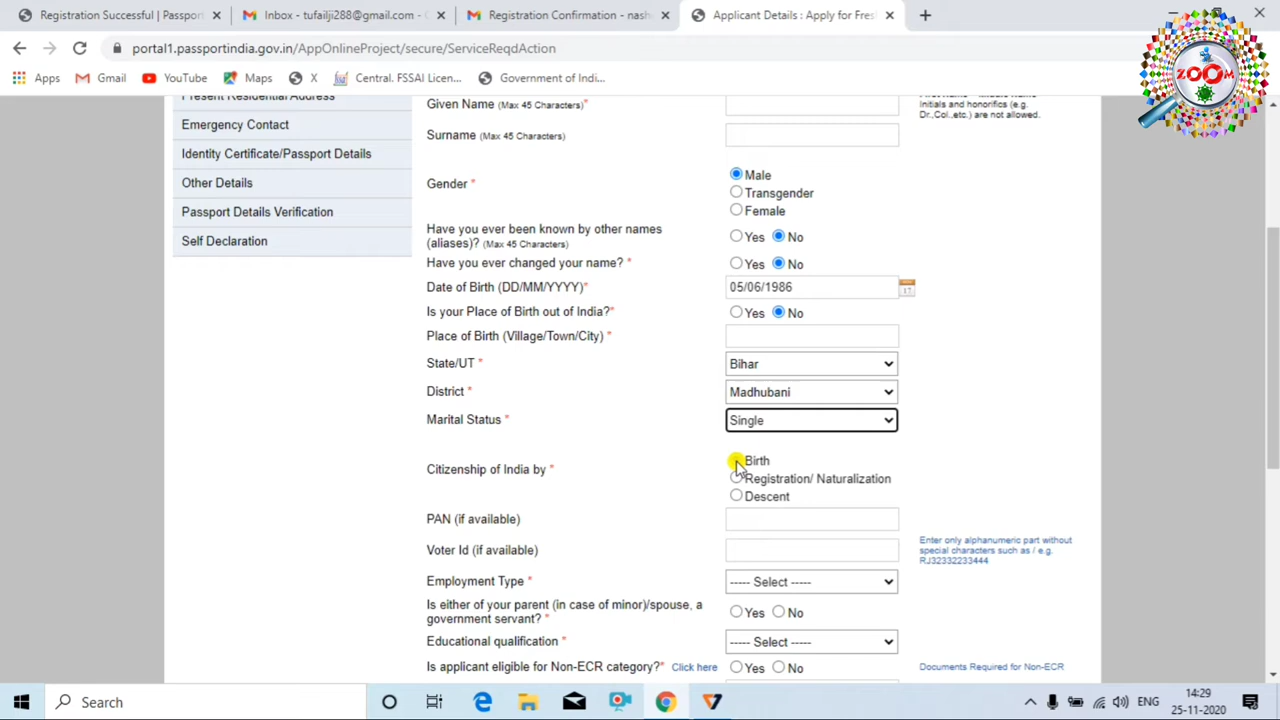 Registration Successful | Passport
Inbox - tufailji288@gmail.com - G
Registration Confirmation - nash
Applicant Details : Apply for Fres
portal1.passportindia.gov.in/AppOnlineProject/secure/ServiceReqdAction
Apps
Gmail
YouTube
Maps
X
Central. FSSAI Licen...
Government of Indi...
ZOOM
Emergency Contact
Identity Certificate/Passport Details
Other Details
Passport Details Verification
Self Declaration
Given Name (Max 45 Characters)*
Initials and honorifics (e.g.
Dr.,Col.,etc.) are not allowed.
Surname (Max 45 Characters)
Gender *
Male
Transgender
Female
Have you ever been known by other names
(aliases)? (Max 45 Characters)
Yes No
Have you ever changed your name? *
Yes No
Date of Birth (DD/MM/YYYY)*
05/06/1986
17
Is your Place of Birth out of India?*
Yes No
Place of Birth (Village/Town/City) *
State/UT *
Bihar
District *
Madhubani
Marital Status *
Single
Citizenship of India by *
Birth
Registration/ Naturalization
Descent
PAN (if available)
Voter Id (if available)
Enter only alphanumeric part without
special characters such as / e.g.
RJ32332233444
Employment Type *
----- Select -----
Is either of your parent (in case of minor)/spouse, a
government servant? *
Yes No
Educational qualification *
----- Select -----
Is applicant eligible for Non-ECR category?* Click here
Yes No
Documents Required for Non-ECR
Search
ENG
14:29
25-11-2020